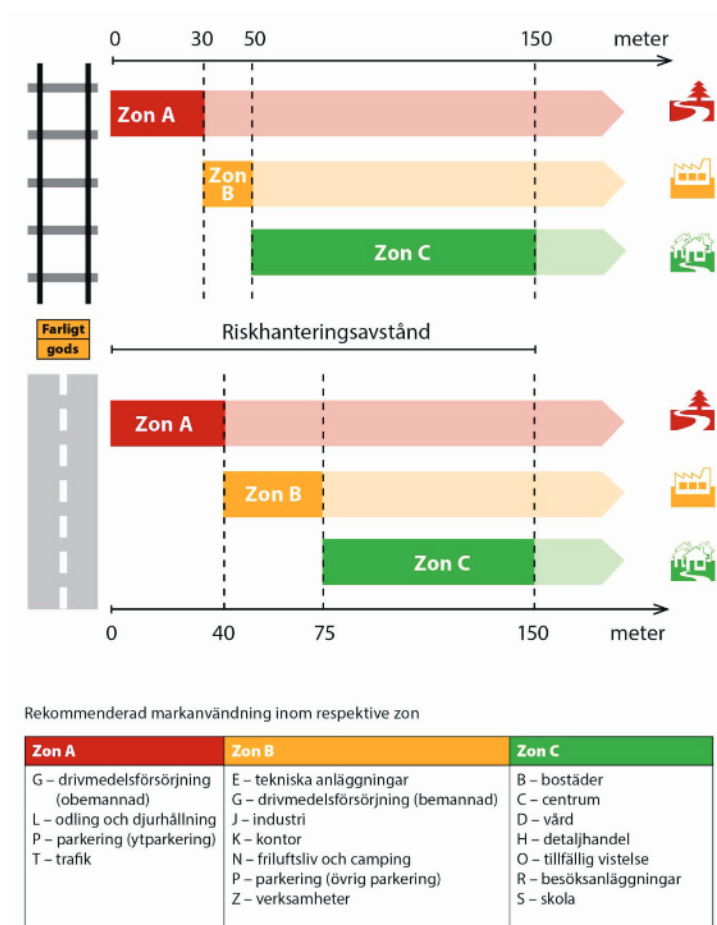 0 30 50 150 meter
Zon A
Zon
B
Zon C
Farligt
gods
Riskhanteringsavstånd
Zon A
Zon B
Zon C
0 40 75 150 meter
Rekommenderad markanvändning inom respektive zon
Zon A
G – drivmedelsförsörjning
(obemannad)
L – odling och djurhållning
P – parkering (ytparkering)
T – trafik
Zon B
E – tekniska anläggningar
G – drivmedelsförsörjning (bemannad)
J – industri
K – kontor
N – friluftsliv och camping
P – parkering (övrig parkering)
Z – verksamheter
Zon C
B – bostäder
C – centrum
D – vård
H – detaljhandel
O – tillfällig vistelse
R – besöksanläggningar
S – skola